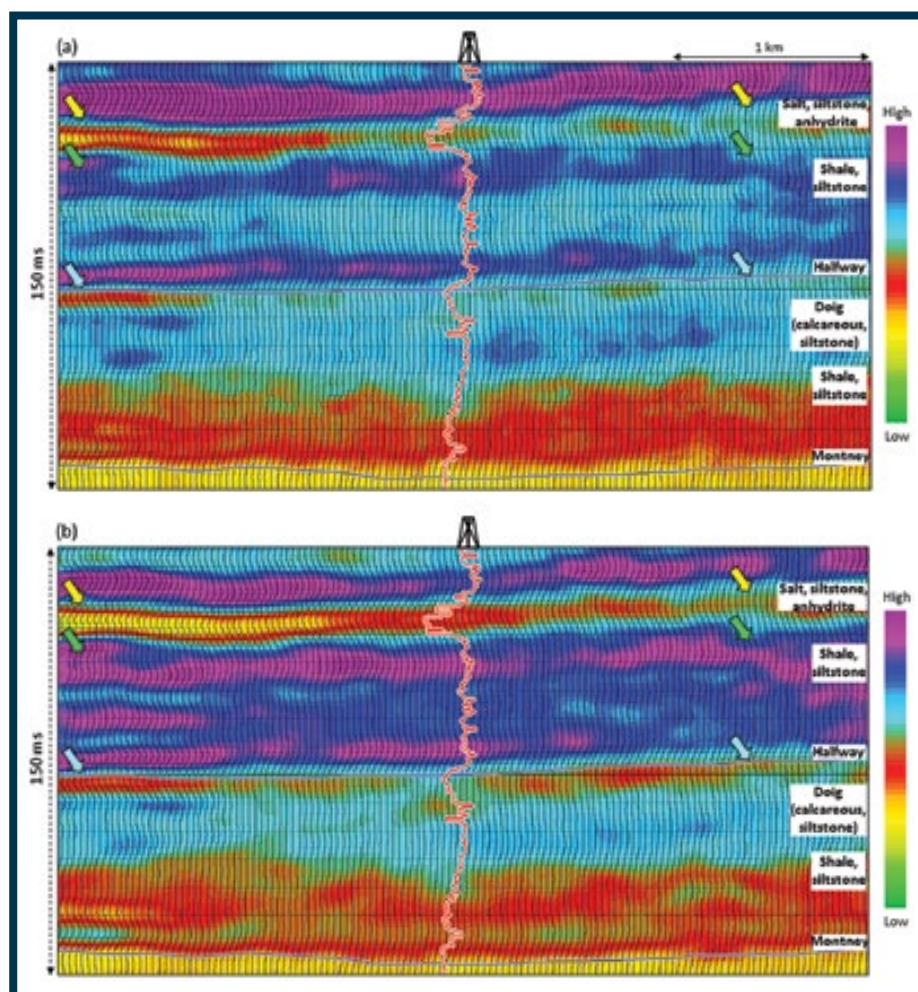 (a)
1 km
Salt, siltstone,
anhydrite
High
Shale,
siltstone
150 ms
Halfway
Doig
(calcareous,
siltstone)
Shale,
siltstone
Low
Montney
(b)
Salt, siltstone,
anhydrite
High
Shale,
siltstone
150 ms
Halfway
Doig
(calcareous,
siltstone)
Shale,
siltstone
Low
Montney